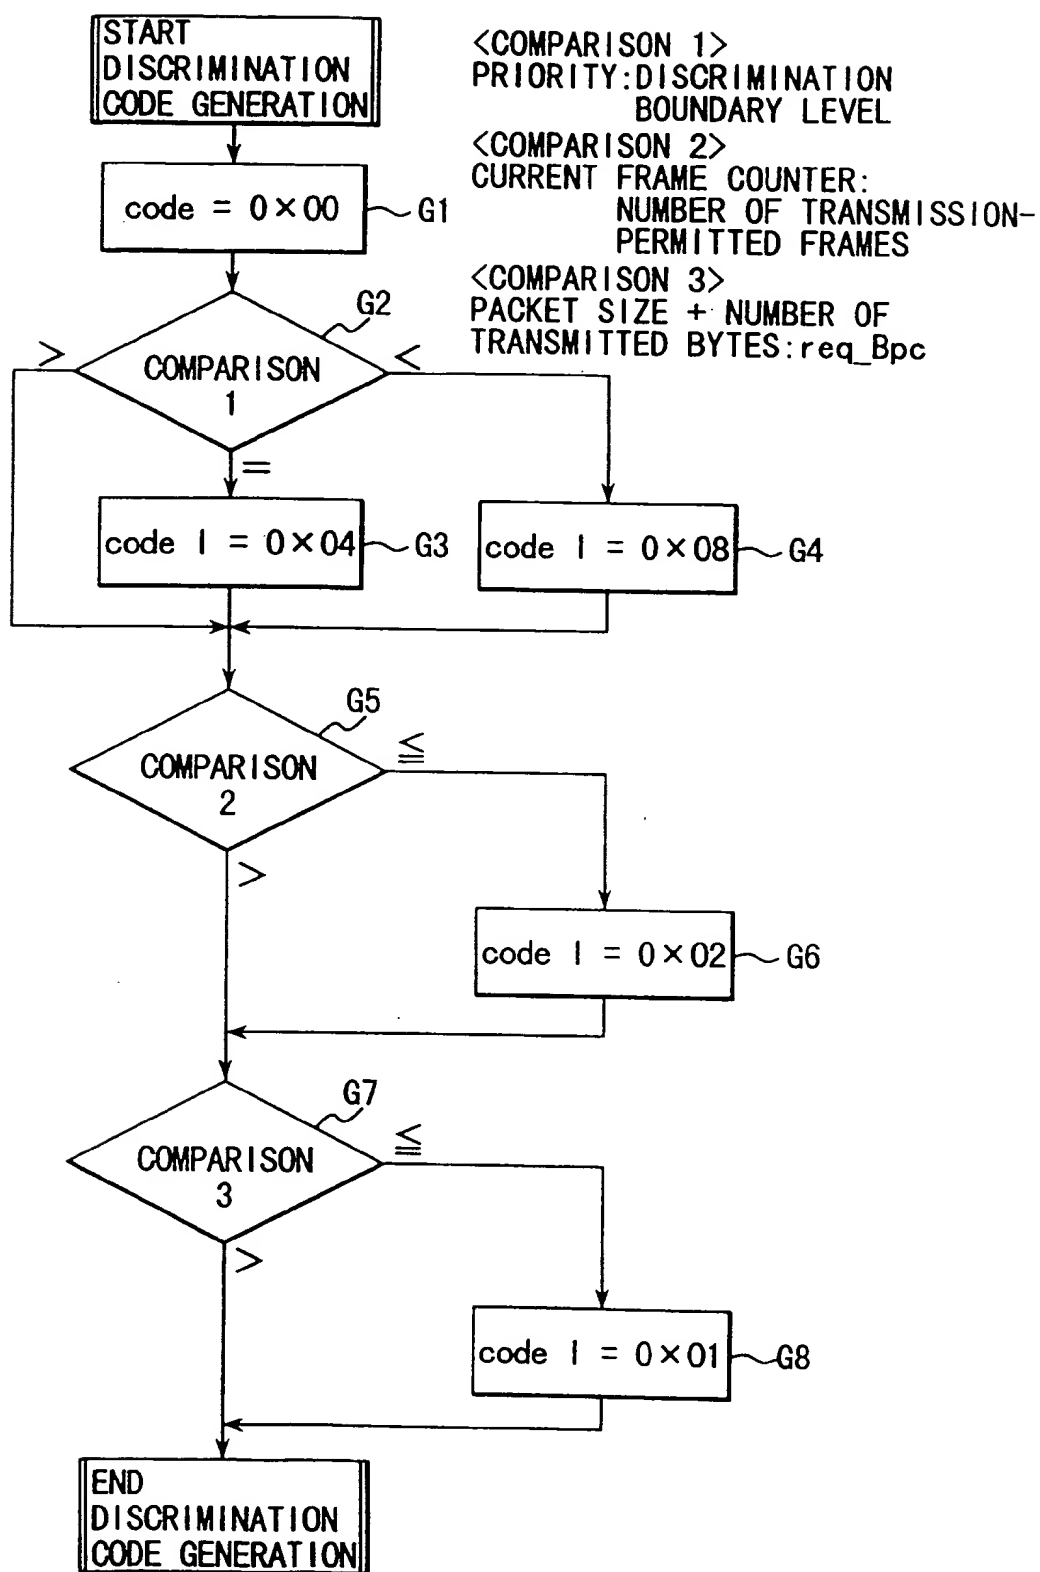 START
DISCRIMINATION
CODE GENERATION
<COMPARISON 1>
PRIORITY:DISCRIMINATION
BOUNDARY LEVEL
<COMPARISON 2>
CURRENT FRAME COUNTER:
NUMBER OF TRANSMISSION-
PERMITTED FRAMES
<COMPARISON 3>
PACKET SIZE + NUMBER OF
TRANSMITTED BYTES:req_Bpc
code = 0×00
G1
G2
>
<
COMPARISON
1
=
code | = 0×04
G3
code | = 0×08
G4
G5
≦
COMPARISON
2
>
code | = 0×02
G6
G7
≦
COMPARISON
3
>
code | = 0×01
G8
END
DISCRIMINATION
CODE GENERATION